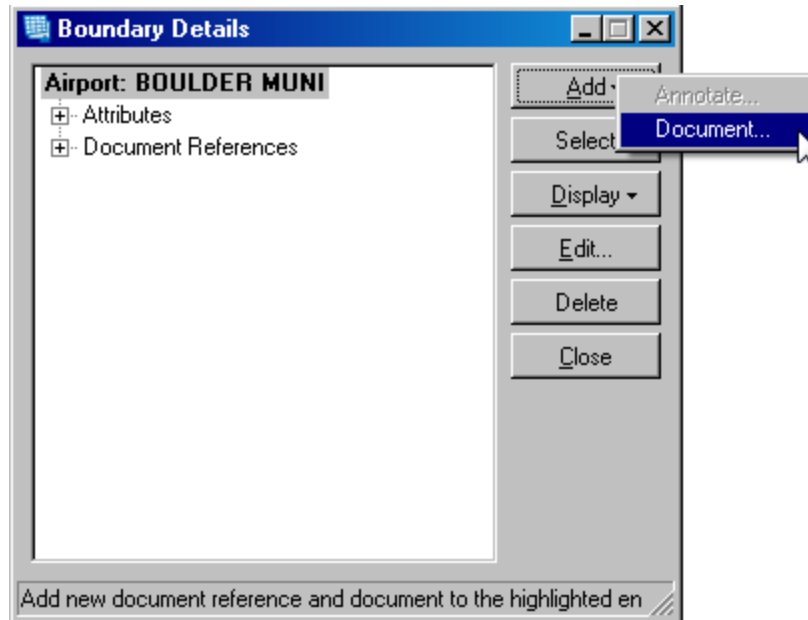 Boundary Details
Airport: BOULDER MUNI
Attributes
Document References
Add
Annotate...
Document...
Select
Display
Edit...
Delete
Close
Add new document reference and document to the highlighted en